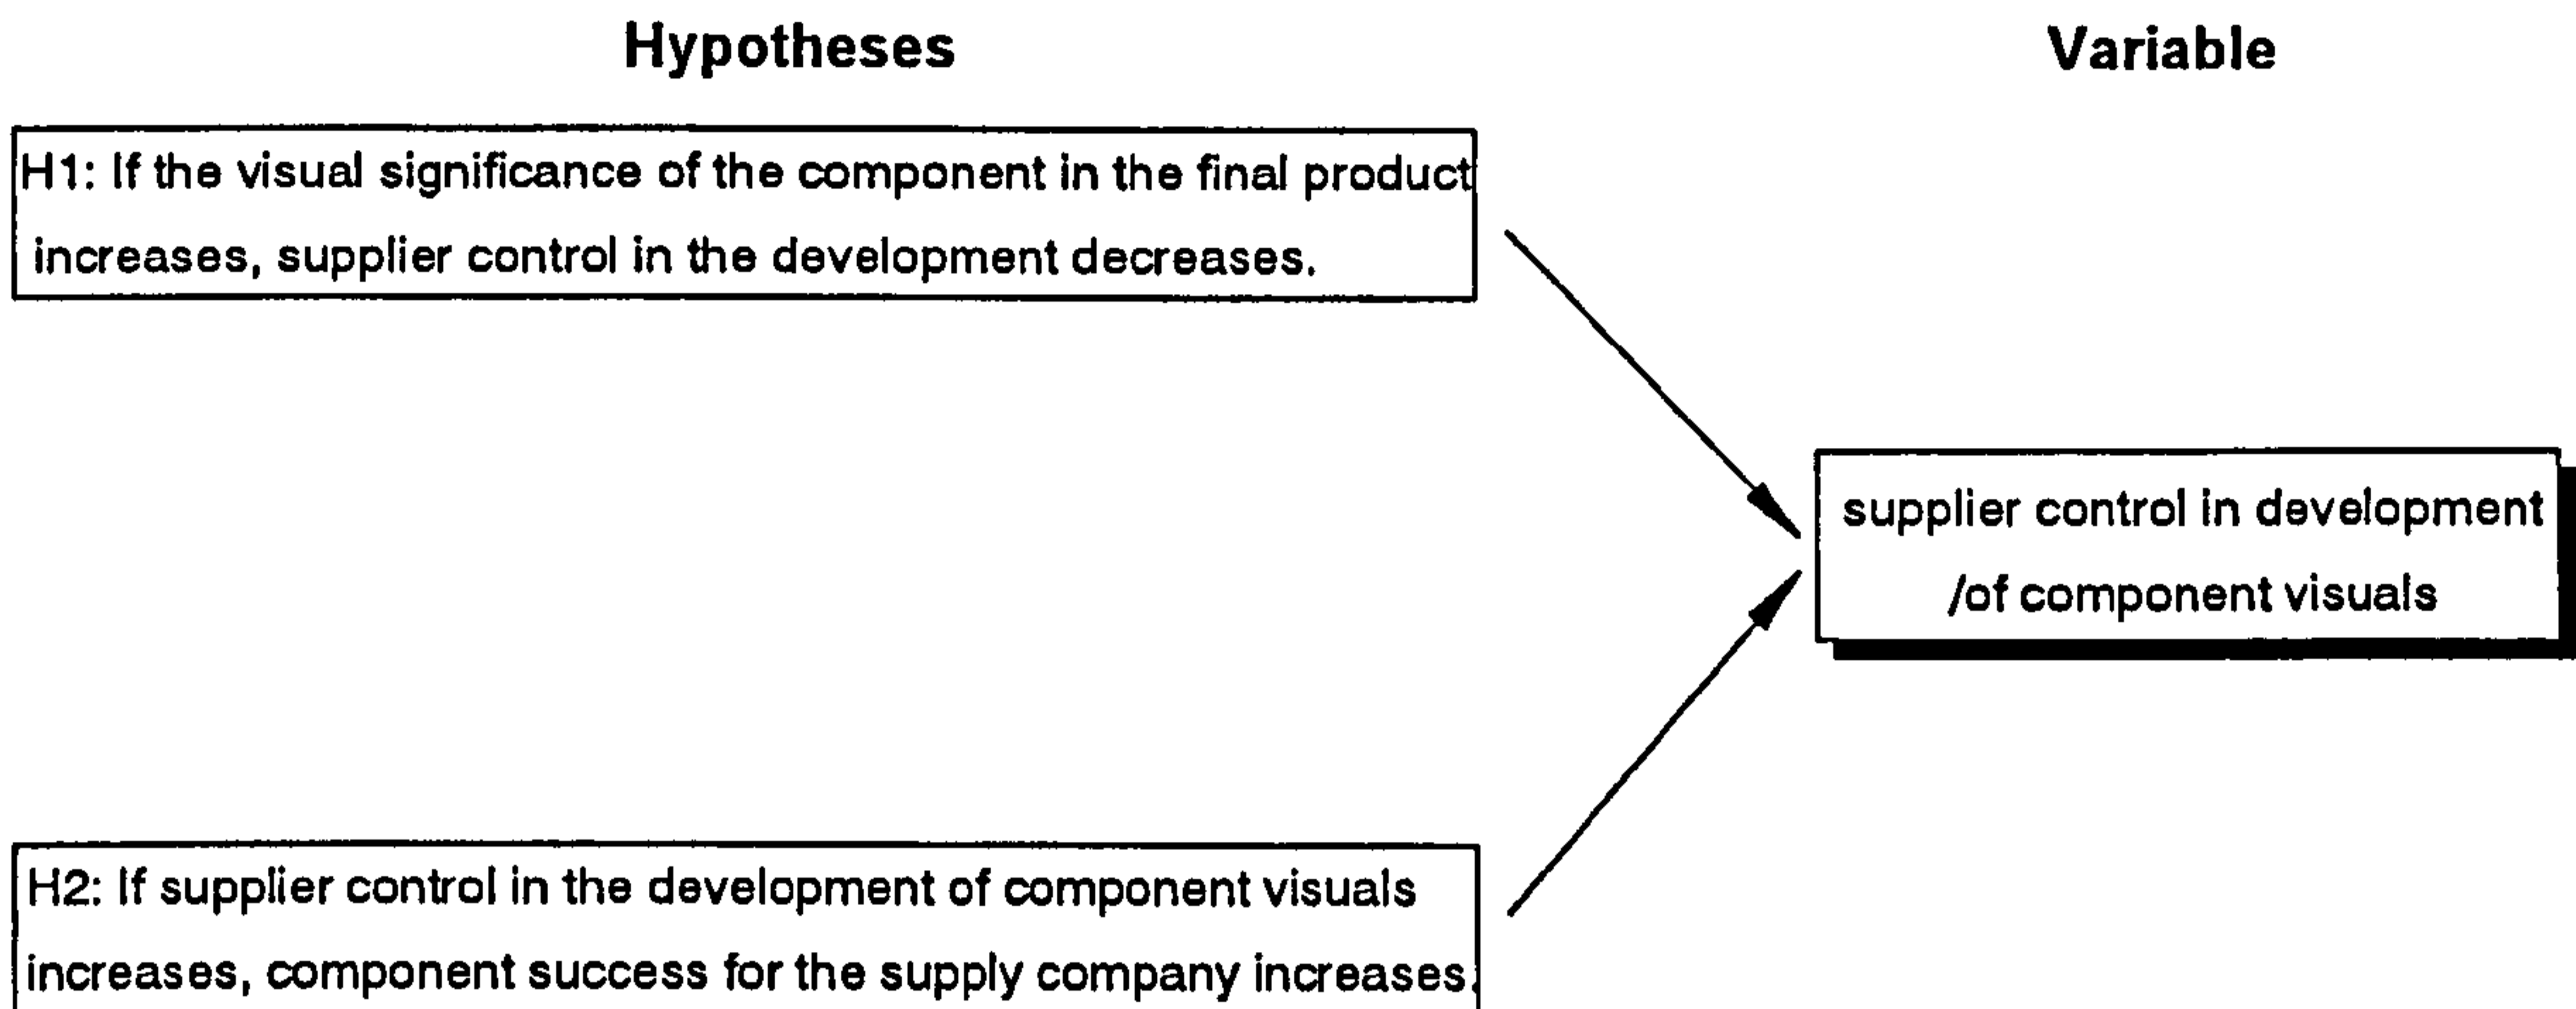 Hypotheses
Variable
H1: If the visual significance of the component in the final product
increases, supplier control in the development decreases.
supplier control in development
/of component visuals
H2: If supplier control in the development of component visuals
increases, component success for the supply company increases.